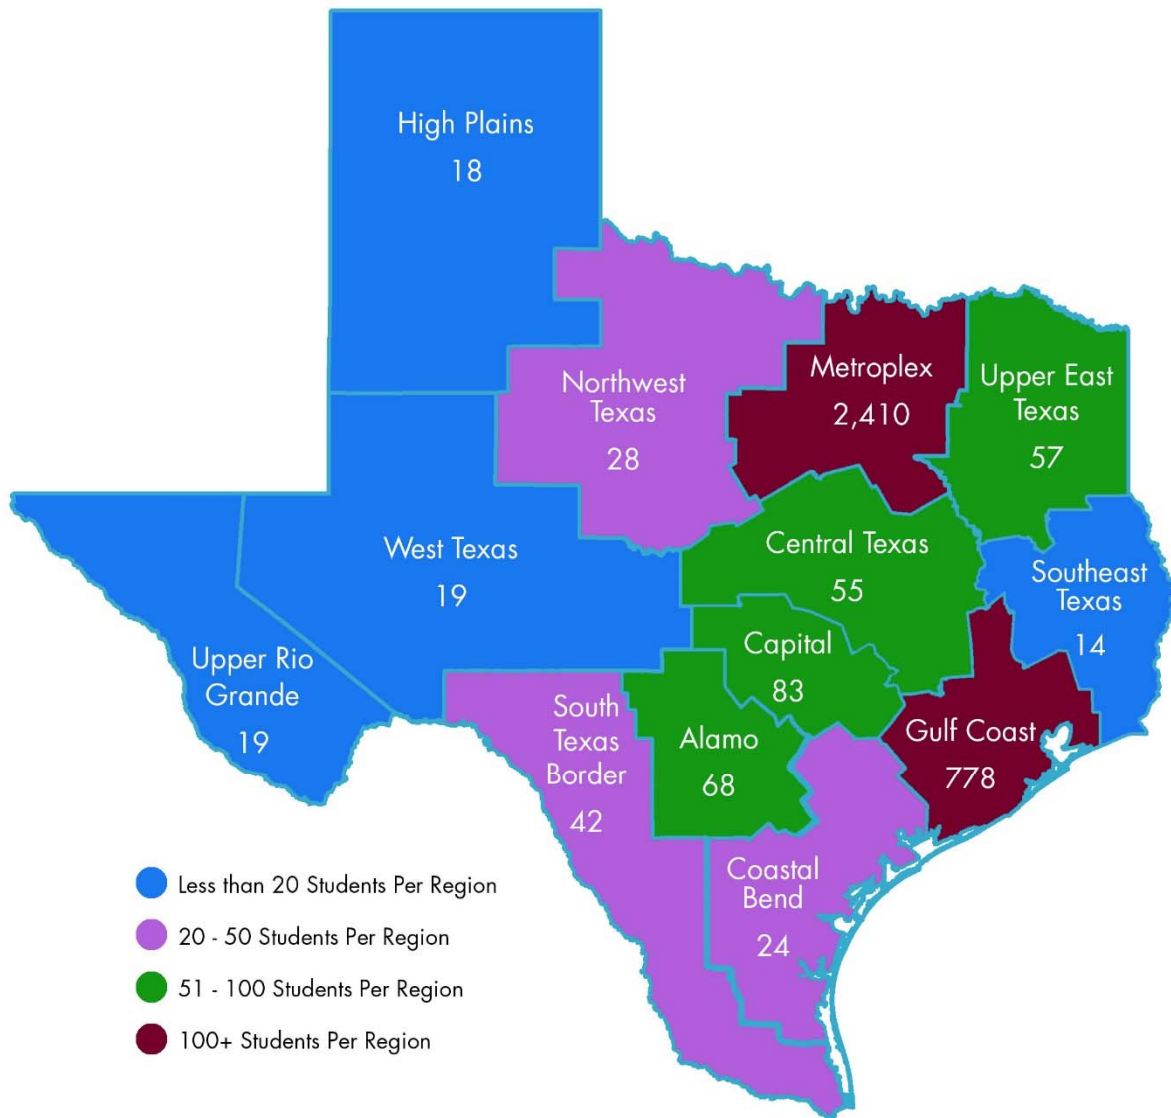 High Plains
18
Northwest
Texas
28
Metroplex
2,410
Upper East
Texas
57
West Texas
19
Central Texas
55
Southeast
Texas
14
Upper Rio
Grande
19
Capital
83
South
Texas
Border
42
Alamo
68
Gulf Coast
778
Coastal
Bend
24
Less than 20 Students Per Region
20 - 50 Students Per Region
51 - 100 Students Per Region
100+ Students Per Region